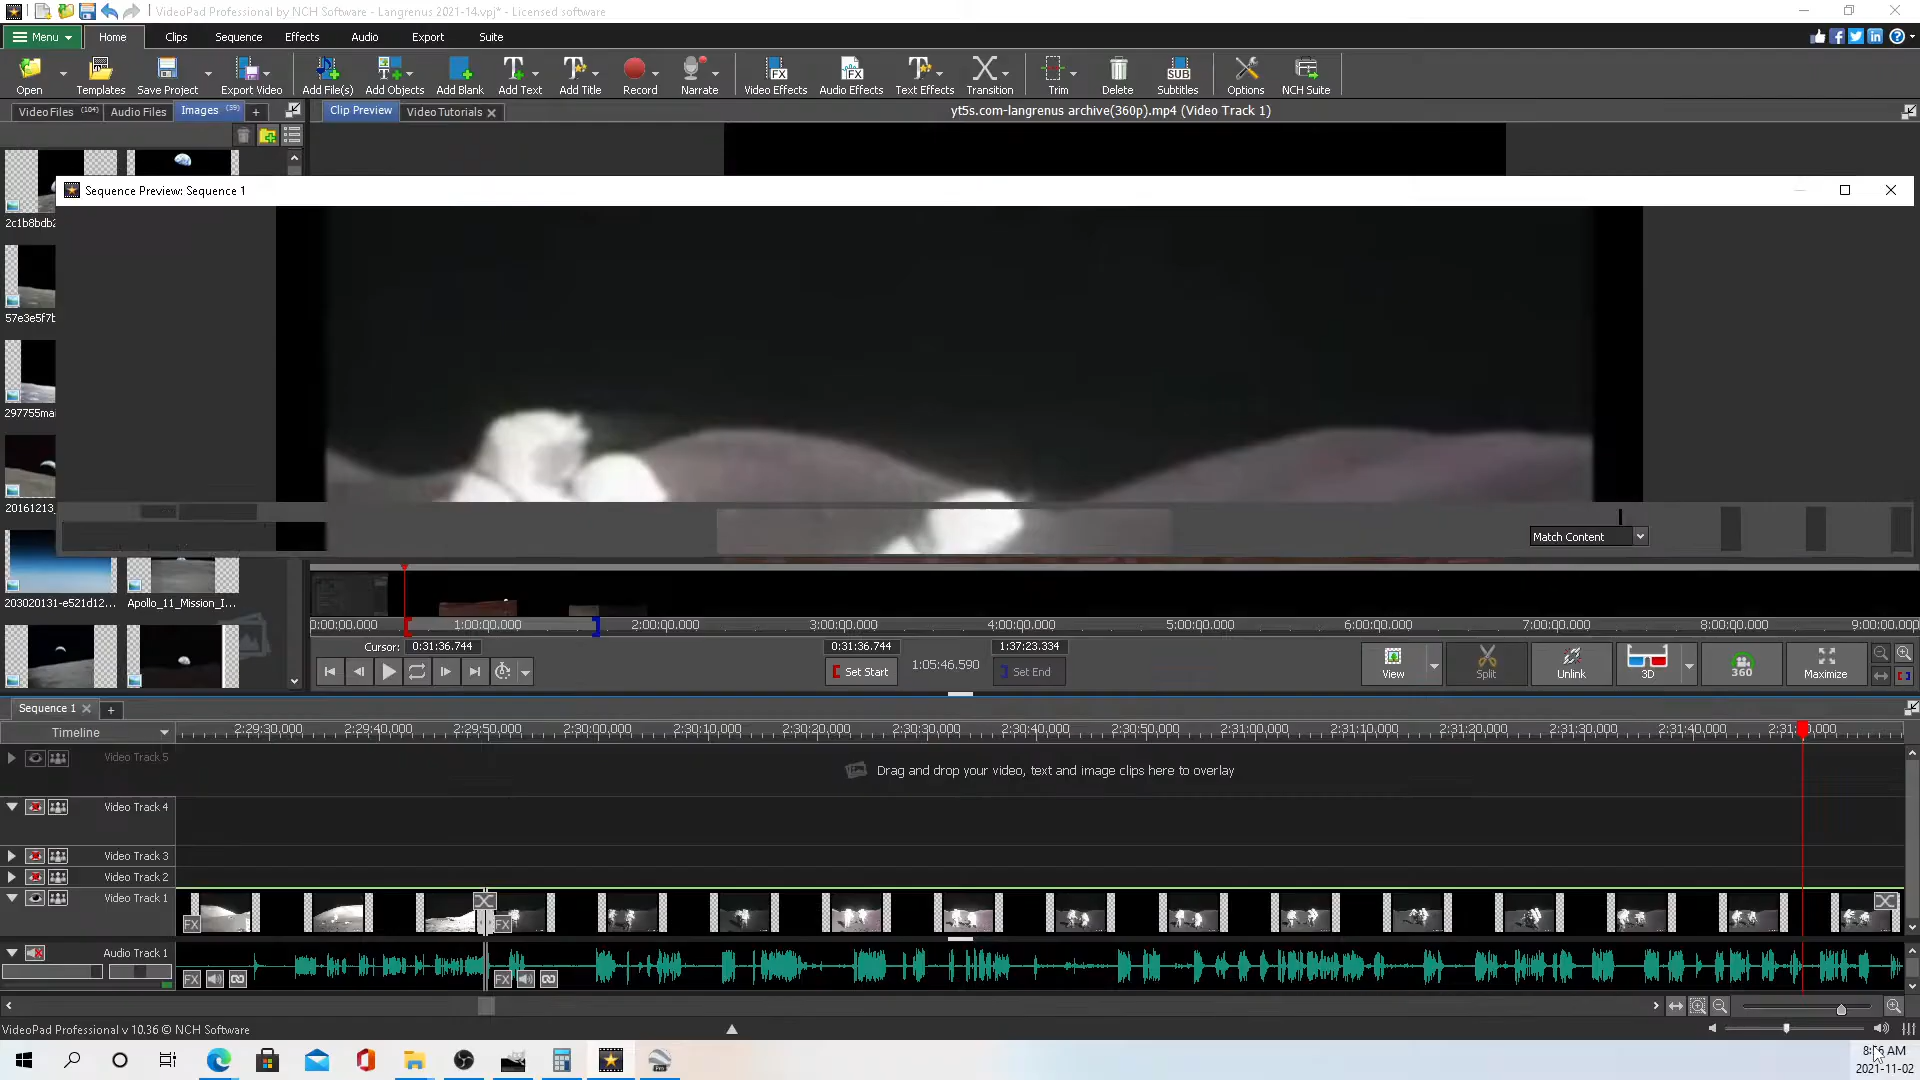 VideoPad Professional by NCH Software - Langrenus 2021-14.vpj* - Licensed software
Menu Home Clips Sequence Effects Audio Export Suite
Open Templates Save Project Export Video Add File(s) Add Objects Add Blank Add Text Add Title Record Narrate Video Effects Audio Effects Text Effects Transition Trim Delete Subtitles Options NCH Suite
Video Files (104) Audio Files Images (59) + Clip Preview Video Tutorials yt5s.com-langrenus archive(360p).mp4 (Video Track 1)
Sequence Preview: Sequence 1
2c1b8bdb2
57e3e5f7b
297755mai
20161213_
Match Content
203020131-e521d12... Apollo_11_Mission_I...
0:00:00.000 1:00:00.000 2:00:00.000 3:00:00.000 4:00:00.000 5:00:00.000 6:00:00.000 7:00:00.000 8:00:00.000 9:00:00.000
Cursor: 0:31:36.744 0:31:36.744 1:37:23.334
Set Start 1:05:46.590 Set End
View Split Unlink 3D 360 Maximize
Sequence 1
Timeline 2:29:30.000 2:29:40.000 2:29:50.000 2:30:00.000 2:30:10.000 2:30:20.000 2:30:30.000 2:30:40.000 2:30:50.000 2:31:00.000 2:31:10.000 2:31:20.000 2:31:30.000 2:31:40.000
Video Track 5
Drag and drop your video, text and image clips here to overlay
Video Track 4
Video Track 3
Video Track 2
Video Track 1
FX FX
Audio Track 1
FX FX
VideoPad Professional v 10.36 © NCH Software
2021-11-02